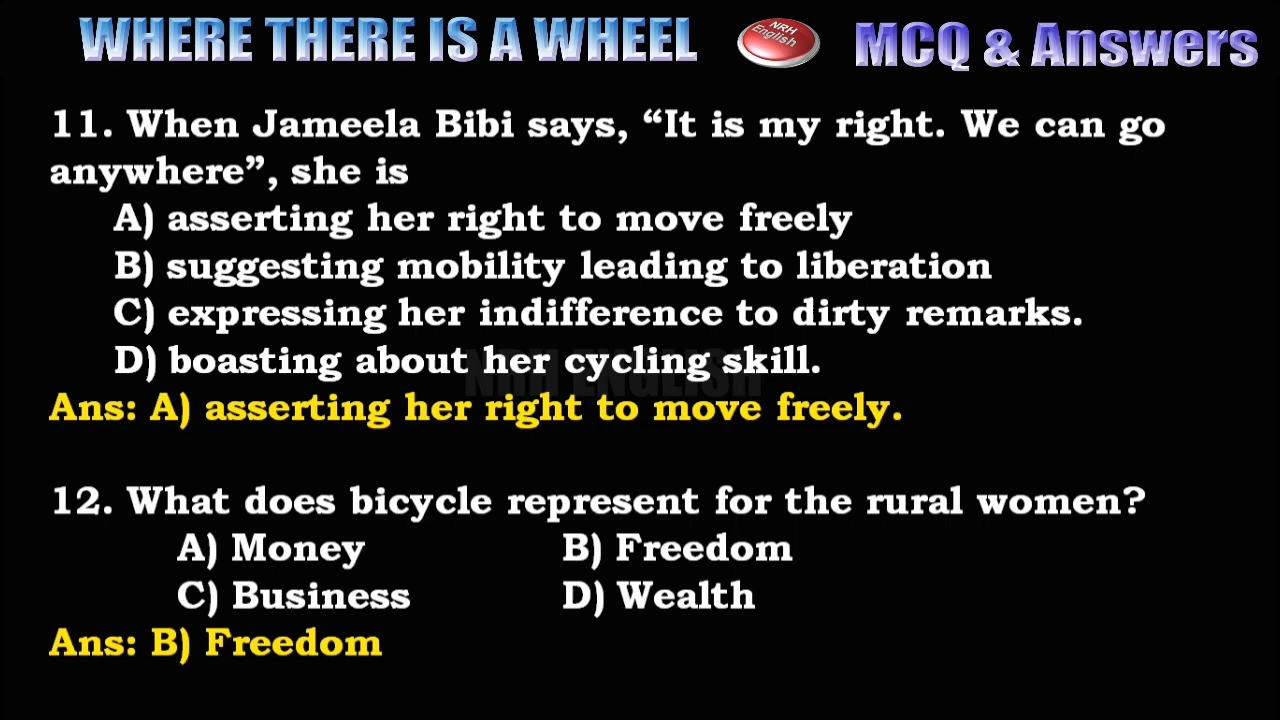 WHERE THERE IS A WHEEL
NRH
English
MCQ & Answers
11. When Jameela Bibi says, “It is my right. We can go
anywhere”, she is
A) asserting her right to move freely
B) suggesting mobility leading to liberation
C) expressing her indifference to dirty remarks.
D) boasting about her cycling skill.
NRH ENGLISH
Ans: A) asserting her right to move freely.
12. What does bicycle represent for the rural women?
A) Money B) Freedom
C) Business D) Wealth
Ans: B) Freedom